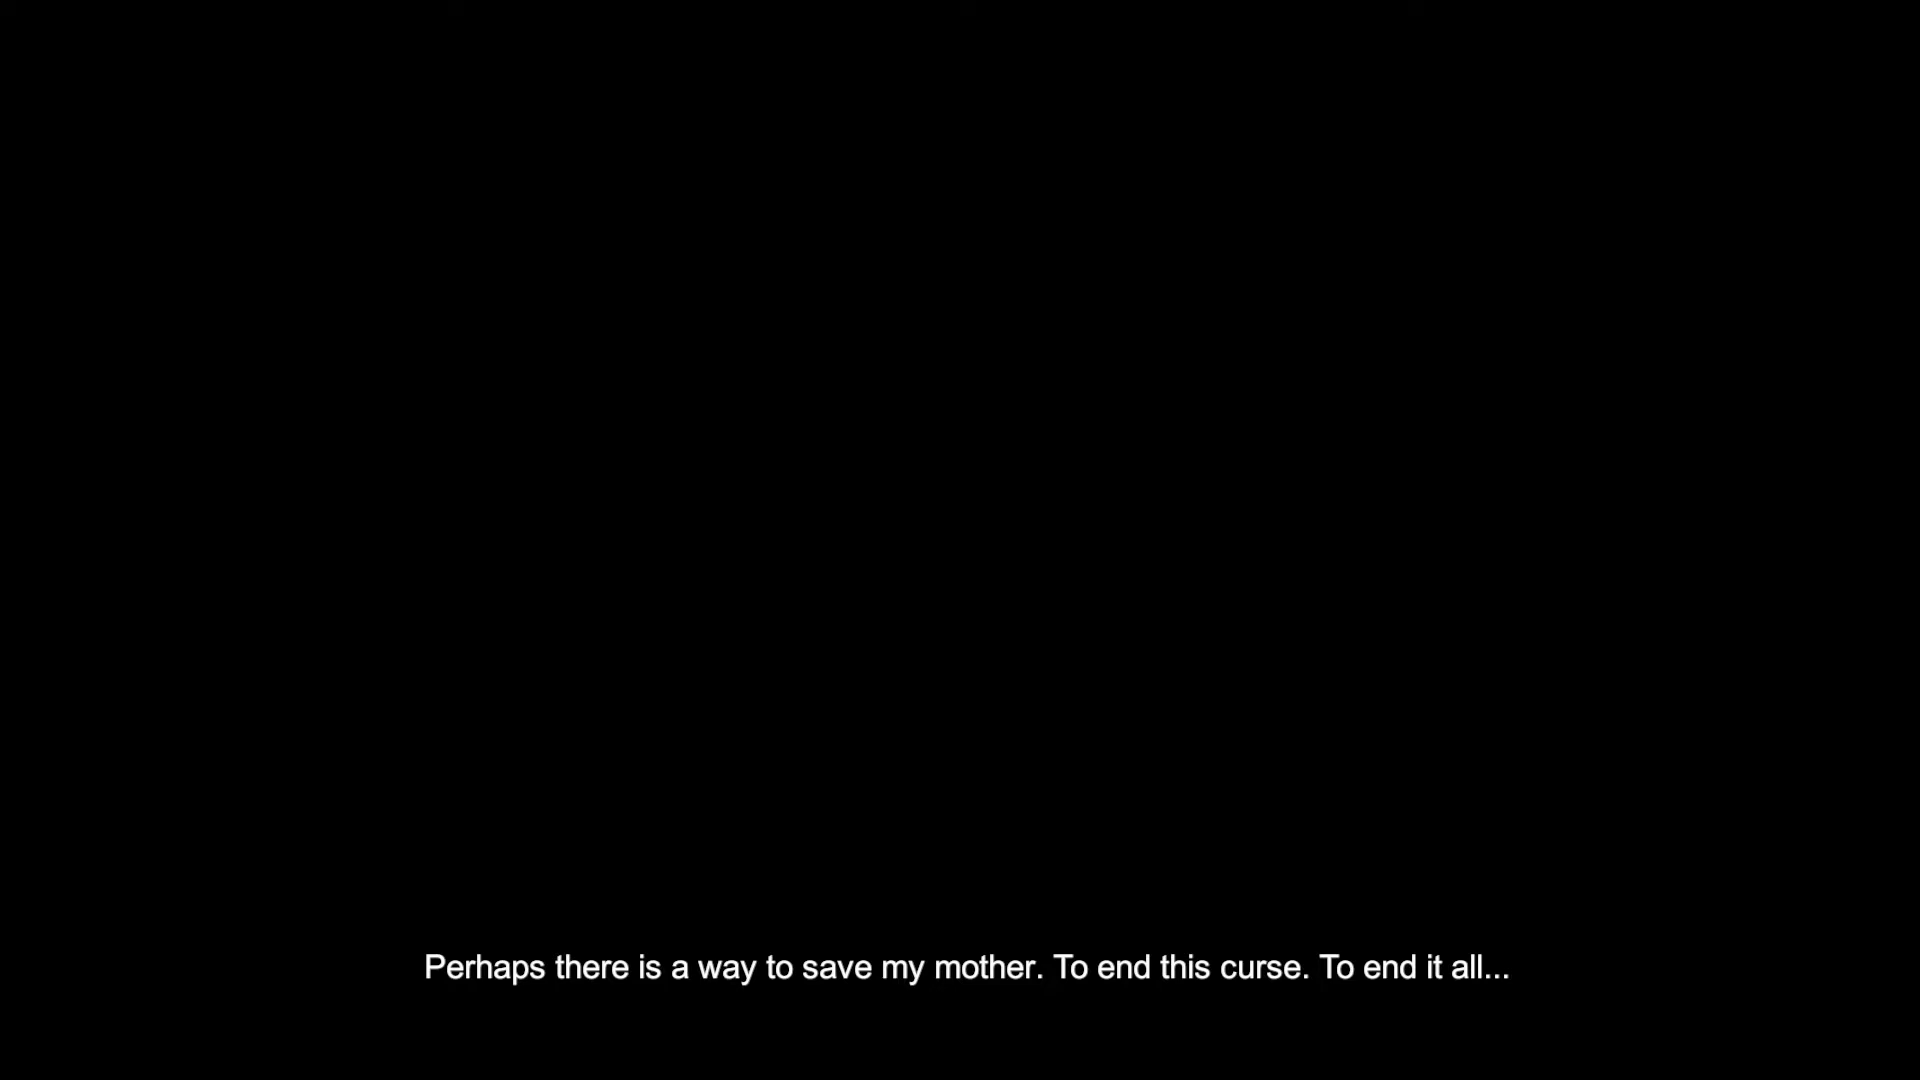 Perhaps there is a way to save my mother. To end this curse. To end it all...